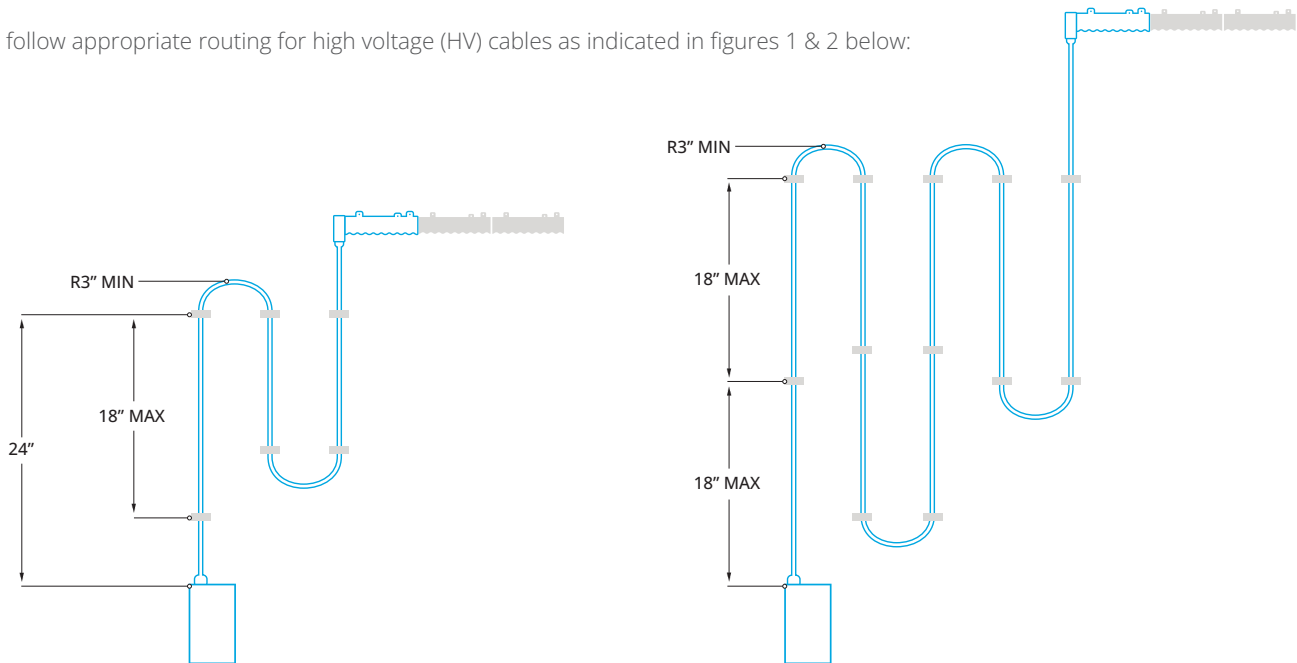 follow appropriate routing for high voltage (HV) cables as indicated in figures 1 & 2 below:
R3” MIN
18” MAX
24”
R3” MIN
18” MAX
18” MAX